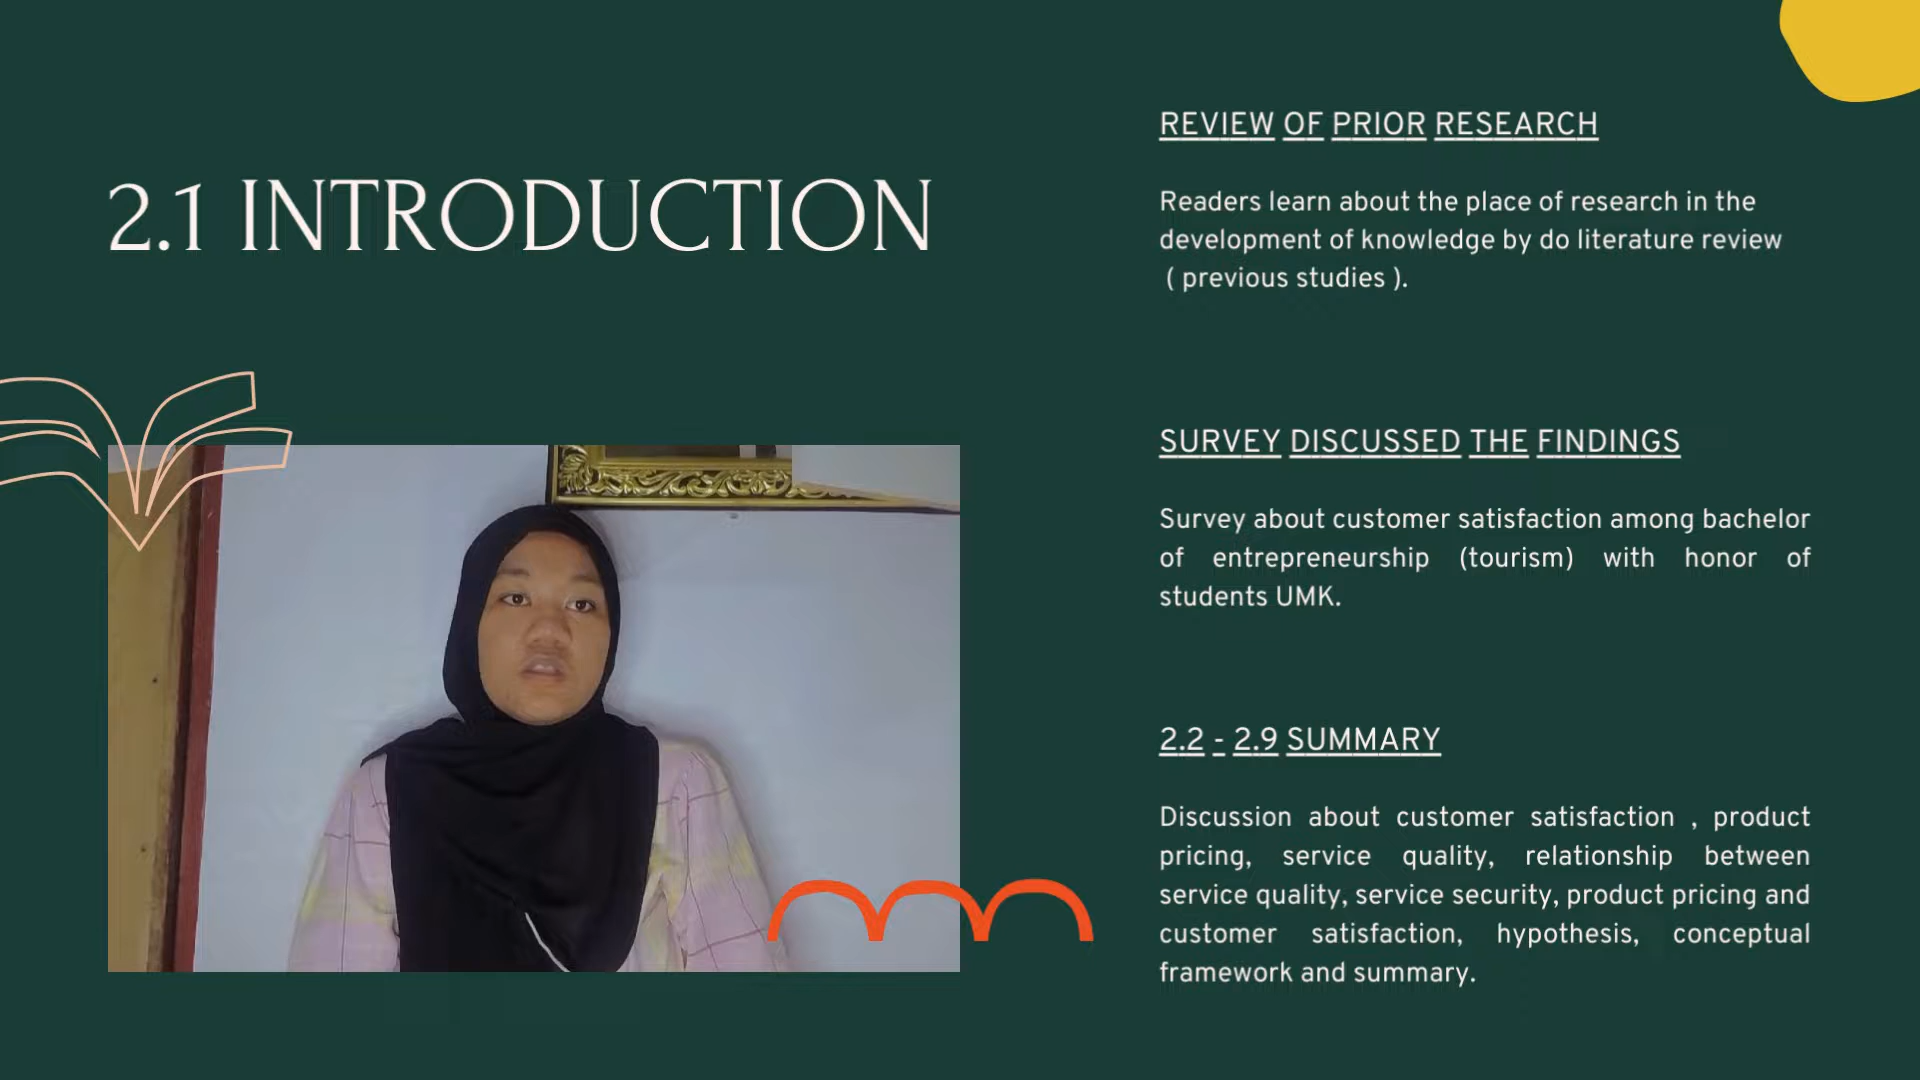 2.1 INTRODUCTION
REVIEW OF PRIOR RESEARCH
Readers learn about the place of research in the
development of knowledge by do literature review
( previous studies ).
SURVEY DISCUSSED THE FINDINGS
Survey about customer satisfaction among bachelor
of entrepreneurship (tourism) with honor of
students UMK.
2.2 - 2.9 SUMMARY
Discussion about customer satisfaction , product
pricing, service quality, relationship between
service quality, service security, product pricing and
customer satisfaction, hypothesis, conceptual
framework and summary.